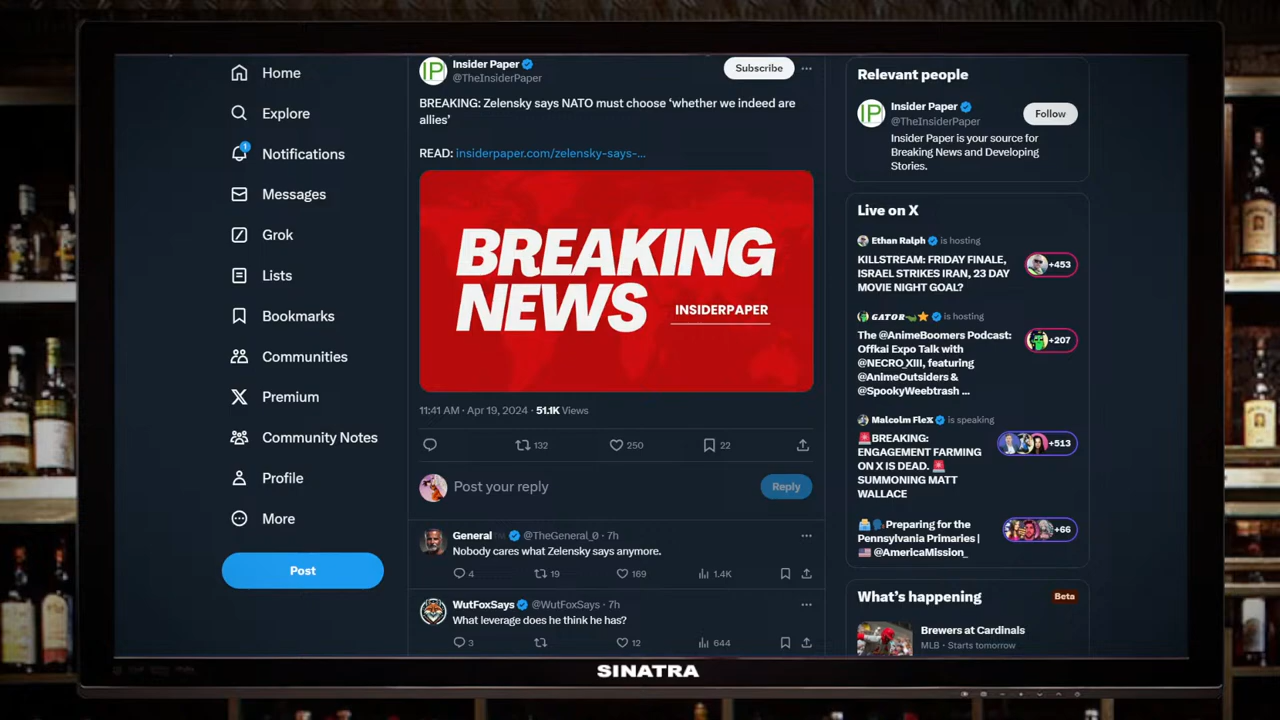 Home
Explore
1
Notifications
Messages
Grok
Lists
Bookmarks
Communities
Premium
Community Notes
Profile
More
Post
IP
Insider Paper
@TheInsiderPaper
Subscribe
BREAKING: Zelensky says NATO must choose ‘whether we indeed are
allies’
READ: insiderpaper.com/zelensky-says-...
BREAKING
NEWS
INSIDERPAPER
11:41 AM · Apr 19, 2024 · 51.1K Views
132
250
22
Post your reply
Reply
General @TheGeneral_0 · 7h
Nobody cares what Zelensky says anymore.
4
19
169
1.4K
WutFoxSays @WutFoxSays · 7h
What leverage does he think he has?
3
12
644
Relevant people
IP
Insider Paper
@TheInsiderPaper
Follow
Insider Paper is your source for
Breaking News and Developing
Stories.
Live on X
Ethan Ralph is hosting
KILLSTREAM: FRIDAY FINALE,
ISRAEL STRIKES IRAN, 23 DAY
MOVIE NIGHT GOAL?
+453
GATOR is hosting
The @AnimeBoomers Podcast:
Offkai Expo Talk with
@NECRO_XIII, featuring
@AnimeOutsiders &
@SpookyWeebtrash ...
+207
Malcolm FleX is speaking
BREAKING:
ENGAGEMENT FARMING
ON X IS DEAD.
SUMMONING MATT
WALLACE
+513
Preparing for the
Pennsylvania Primaries |
@AmericaMission_
+66
What's happening
Beta
Brewers at Cardinals
MLB · Starts tomorrow
SINATRA